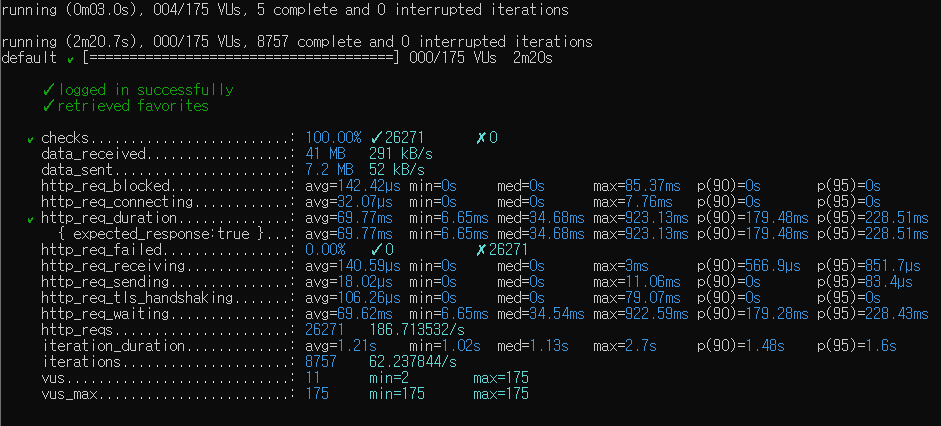 running (0m03.0s), 004/175 VUs, 5 complete and 0 interrupted iterations
running (2m20.7s), 000/175 VUs, 8757 complete and 0 interrupted iterations
default ✓ [======================================] 000/175 VUs  2m20s
✓ logged in successfully
✓ retrieved favorites
✓ checks.........................: 100.00% ✓ 26271      ✗ 0
data_received..................: 41 MB   291 kB/s
data_sent......................: 7.2 MB  52 kB/s
http_req_blocked...............: avg=142.42µs min=0s     med=0s      max=85.37ms  p(90)=0s       p(95)=0s
http_req_connecting............: avg=32.07µs  min=0s     med=0s      max=7.76ms   p(90)=0s       p(95)=0s
✓ http_req_duration..............: avg=69.77ms  min=6.65ms med=34.68ms max=923.13ms p(90)=179.48ms p(95)=228.51ms
{ expected_response:true }...: avg=69.77ms  min=6.65ms med=34.68ms max=923.13ms p(90)=179.48ms p(95)=228.51ms
http_req_failed................: 0.00%   ✓ 0          ✗ 26271
http_req_receiving.............: avg=140.59µs min=0s     med=0s      max=3ms      p(90)=566.9µs  p(95)=851.7µs
http_req_sending...............: avg=18.02µs  min=0s     med=0s      max=11.06ms  p(90)=0s       p(95)=83.4µs
http_req_tls_handshaking.......: avg=106.26µs min=0s     med=0s      max=79.07ms  p(90)=0s       p(95)=0s
http_req_waiting...............: avg=69.62ms  min=6.65ms med=34.54ms max=922.59ms p(90)=179.28ms p(95)=228.43ms
http_reqs......................: 26271   186.713532/s
iteration_duration.............: avg=1.21s    min=1.02s  med=1.13s   max=2.7s     p(90)=1.48s    p(95)=1.6s
iterations.....................: 8757    62.237844/s
vus............................: 11      min=2        max=175
vus_max........................: 175     min=175      max=175